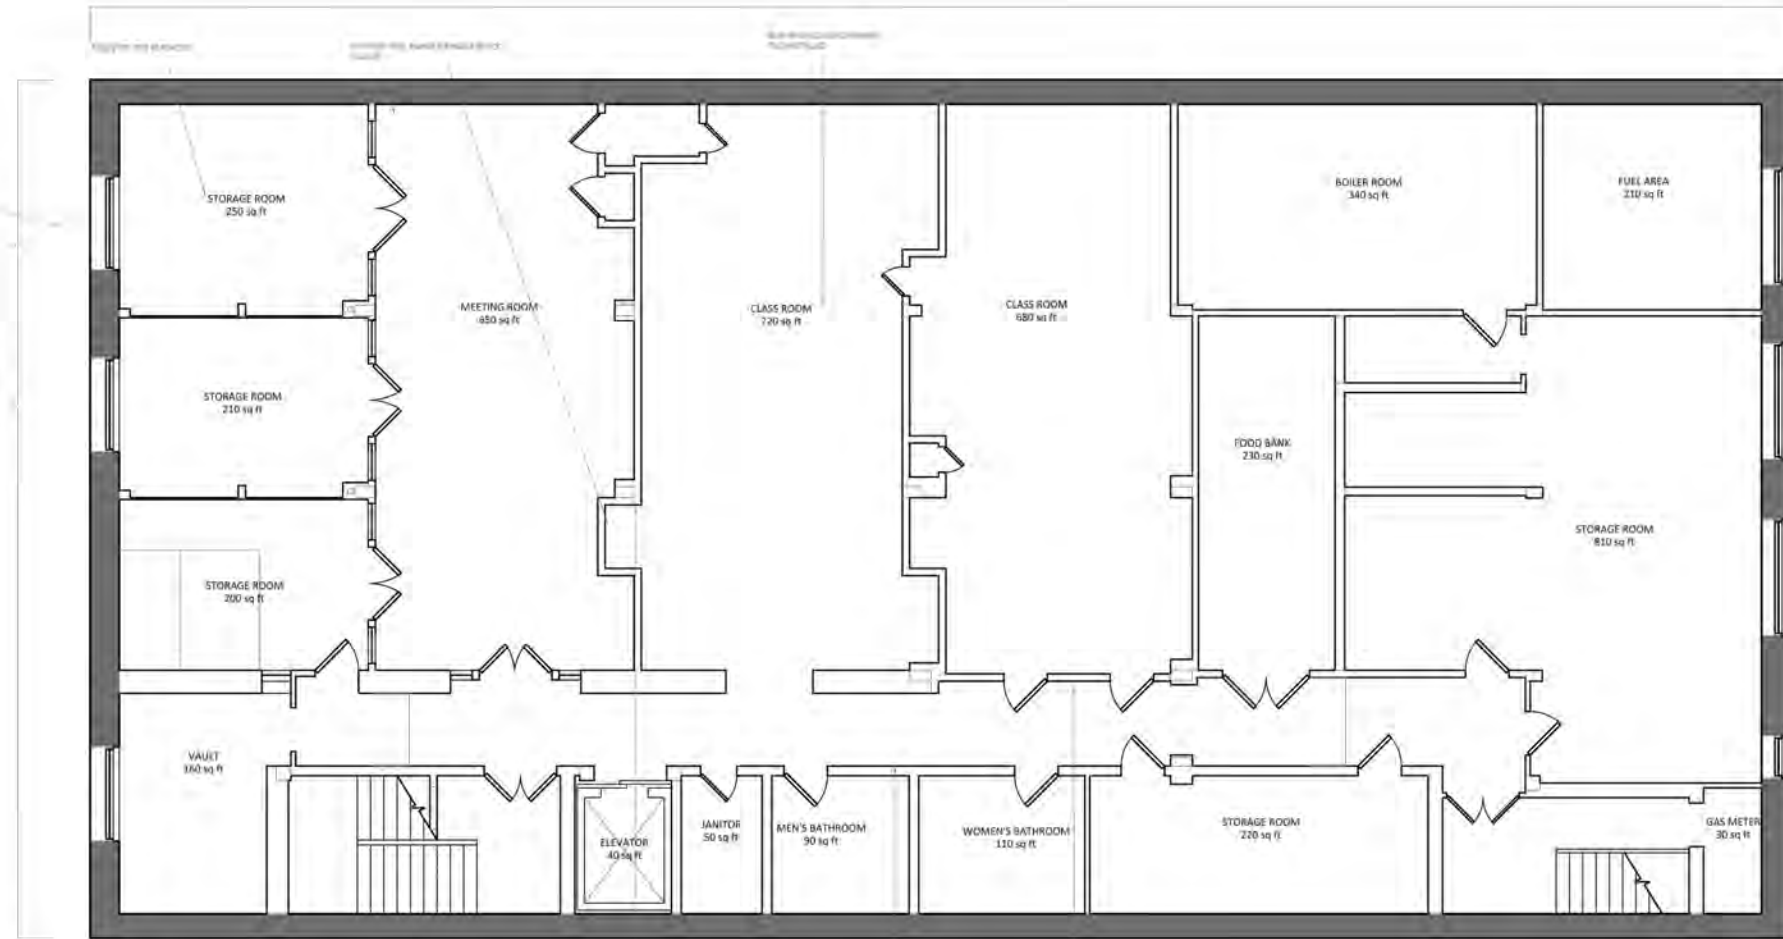 STORAGE ROOM
250 sq ft
MEETING ROOM
CLASS ROOM
720 sq ft
CLASS ROOM
680 sq ft
BOILER ROOM
340 sq ft
FUEL AREA
210 sq ft
STORAGE ROOM
210 sq ft
FOOD BANK
230 sq ft
STORAGE ROOM
810 sq ft
STORAGE ROOM
200 sq ft
VAULT
160 sq ft
ELEVATOR
40 sq ft
JANITOR
50 sq ft
MEN'S BATHROOM
90 sq ft
WOMEN'S BATHROOM
110 sq ft
STORAGE ROOM
220 sq ft
GAS METER
30 sq ft